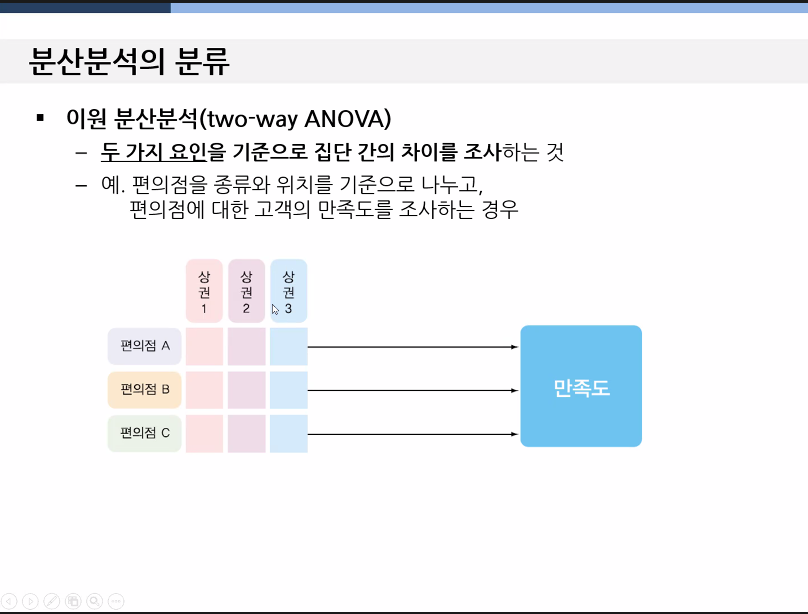 분산분석의 분류
▪ 이원 분산분석(two-way ANOVA)
– 두 가지 요인을 기준으로 집단 간의 차이를 조사하는 것
– 예. 편의점을 종류와 위치를 기준으로 나누고,
편의점에 대한 고객의 만족도를 조사하는 경우
상권1 상권2 상권3
편의점 A
편의점 B
만족도
편의점 C